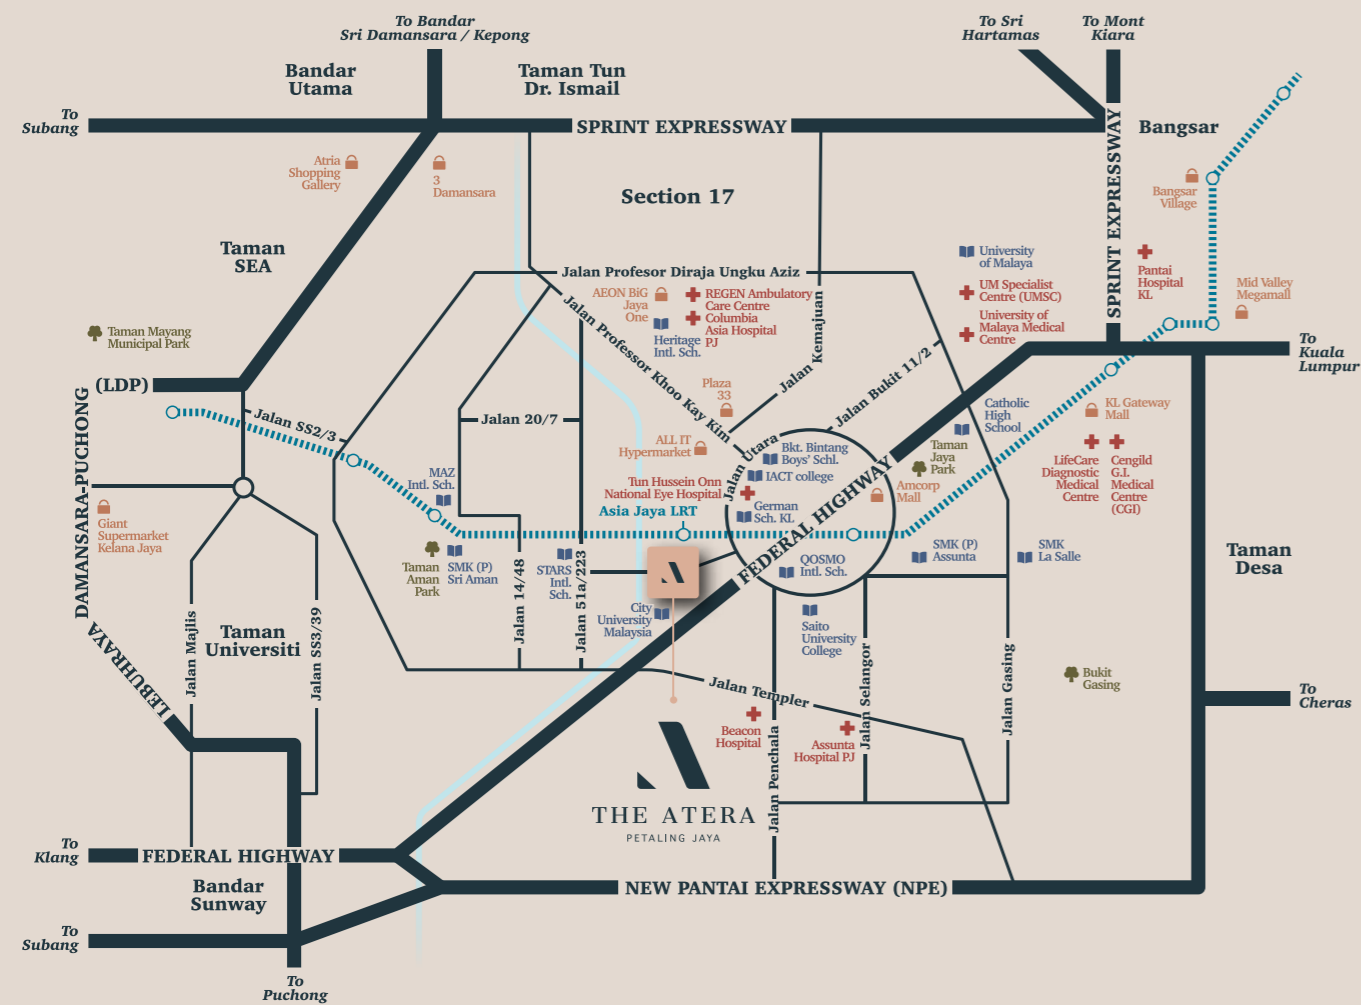 To Bandar
Sri Damansara / Kepong
To Sri
Hartamas
To Mont
Kiara
Bandar
Utama
Taman Tun
Dr. Ismail
To
Subang
SPRINT EXPRESSWAY
Bangsar
SPRINT EXPRESSWAY
Atria
Shopping
Gallery
3
Damansara
Section 17
Bangsar
Village
Taman
SEA
University
of Malaya
UM Specialist
Centre (UMSC)
University of
Malaya Medical
Centre
Pantai
Hospital
KL
Mid Valley
Megamall
Jalan Profesor Diraja Ungku Aziz
AEON BiG
Jaya
One
REGEN Ambulatory
Care Centre
Columbia
Asia Hospital
PJ
Heritage
Intl. Sch.
Jalan Professor Khoo Kay Kim
Jalan Kemajuan
Jalan Bukit 11/2
Taman Mayang
Municipal Park
To
Kuala
Lumpur
(LDP)
DAMANSARA-PUCHONG
LEBUHRAYA
Jalan SS2/3
Jalan 20/7
Plaza
33
ALL IT
Hypermarket
Jalan Utara
Bkt. Bintang
Boys' Schl.
IACT college
German
Sch. KL
Catholic
High
School
Taman
Jaya
Park
Amcorp
Mall
KL Gateway
Mall
LifeCare
Diagnostic
Medical
Centre
Cengild
G.I.
Medical
Centre
(CGI)
MAZ
Intl. Sch.
Tun Hussein Onn
National Eye Hospital
Asia Jaya LRT
FEDERAL HIGHWAY
Giant
Supermarket
Kelana Jaya
Taman
Aman
Park
SMK (P)
Sri Aman
STARS
Intl.
Sch.
Jalan 14/48
Jalan 51a/223
QOSMO
Intl. Sch.
SMK (P)
Assunta
SMK
La Salle
Taman
Desa
City
University
Malaysia
Saito
University
College
Taman
Universiti
Jalan Majlis
Jalan SS3/39
Jalan Templer
Jalan Selangor
Jalan Gasing
Bukit
Gasing
To
Cheras
Beacon
Hospital
Assunta
Hospital PJ
Jalan Penchala
THE ATERA
PETALING JAYA
To
Klang
FEDERAL HIGHWAY
Bandar
Sunway
NEW PANTAI EXPRESSWAY (NPE)
To
Subang
To
Puchong